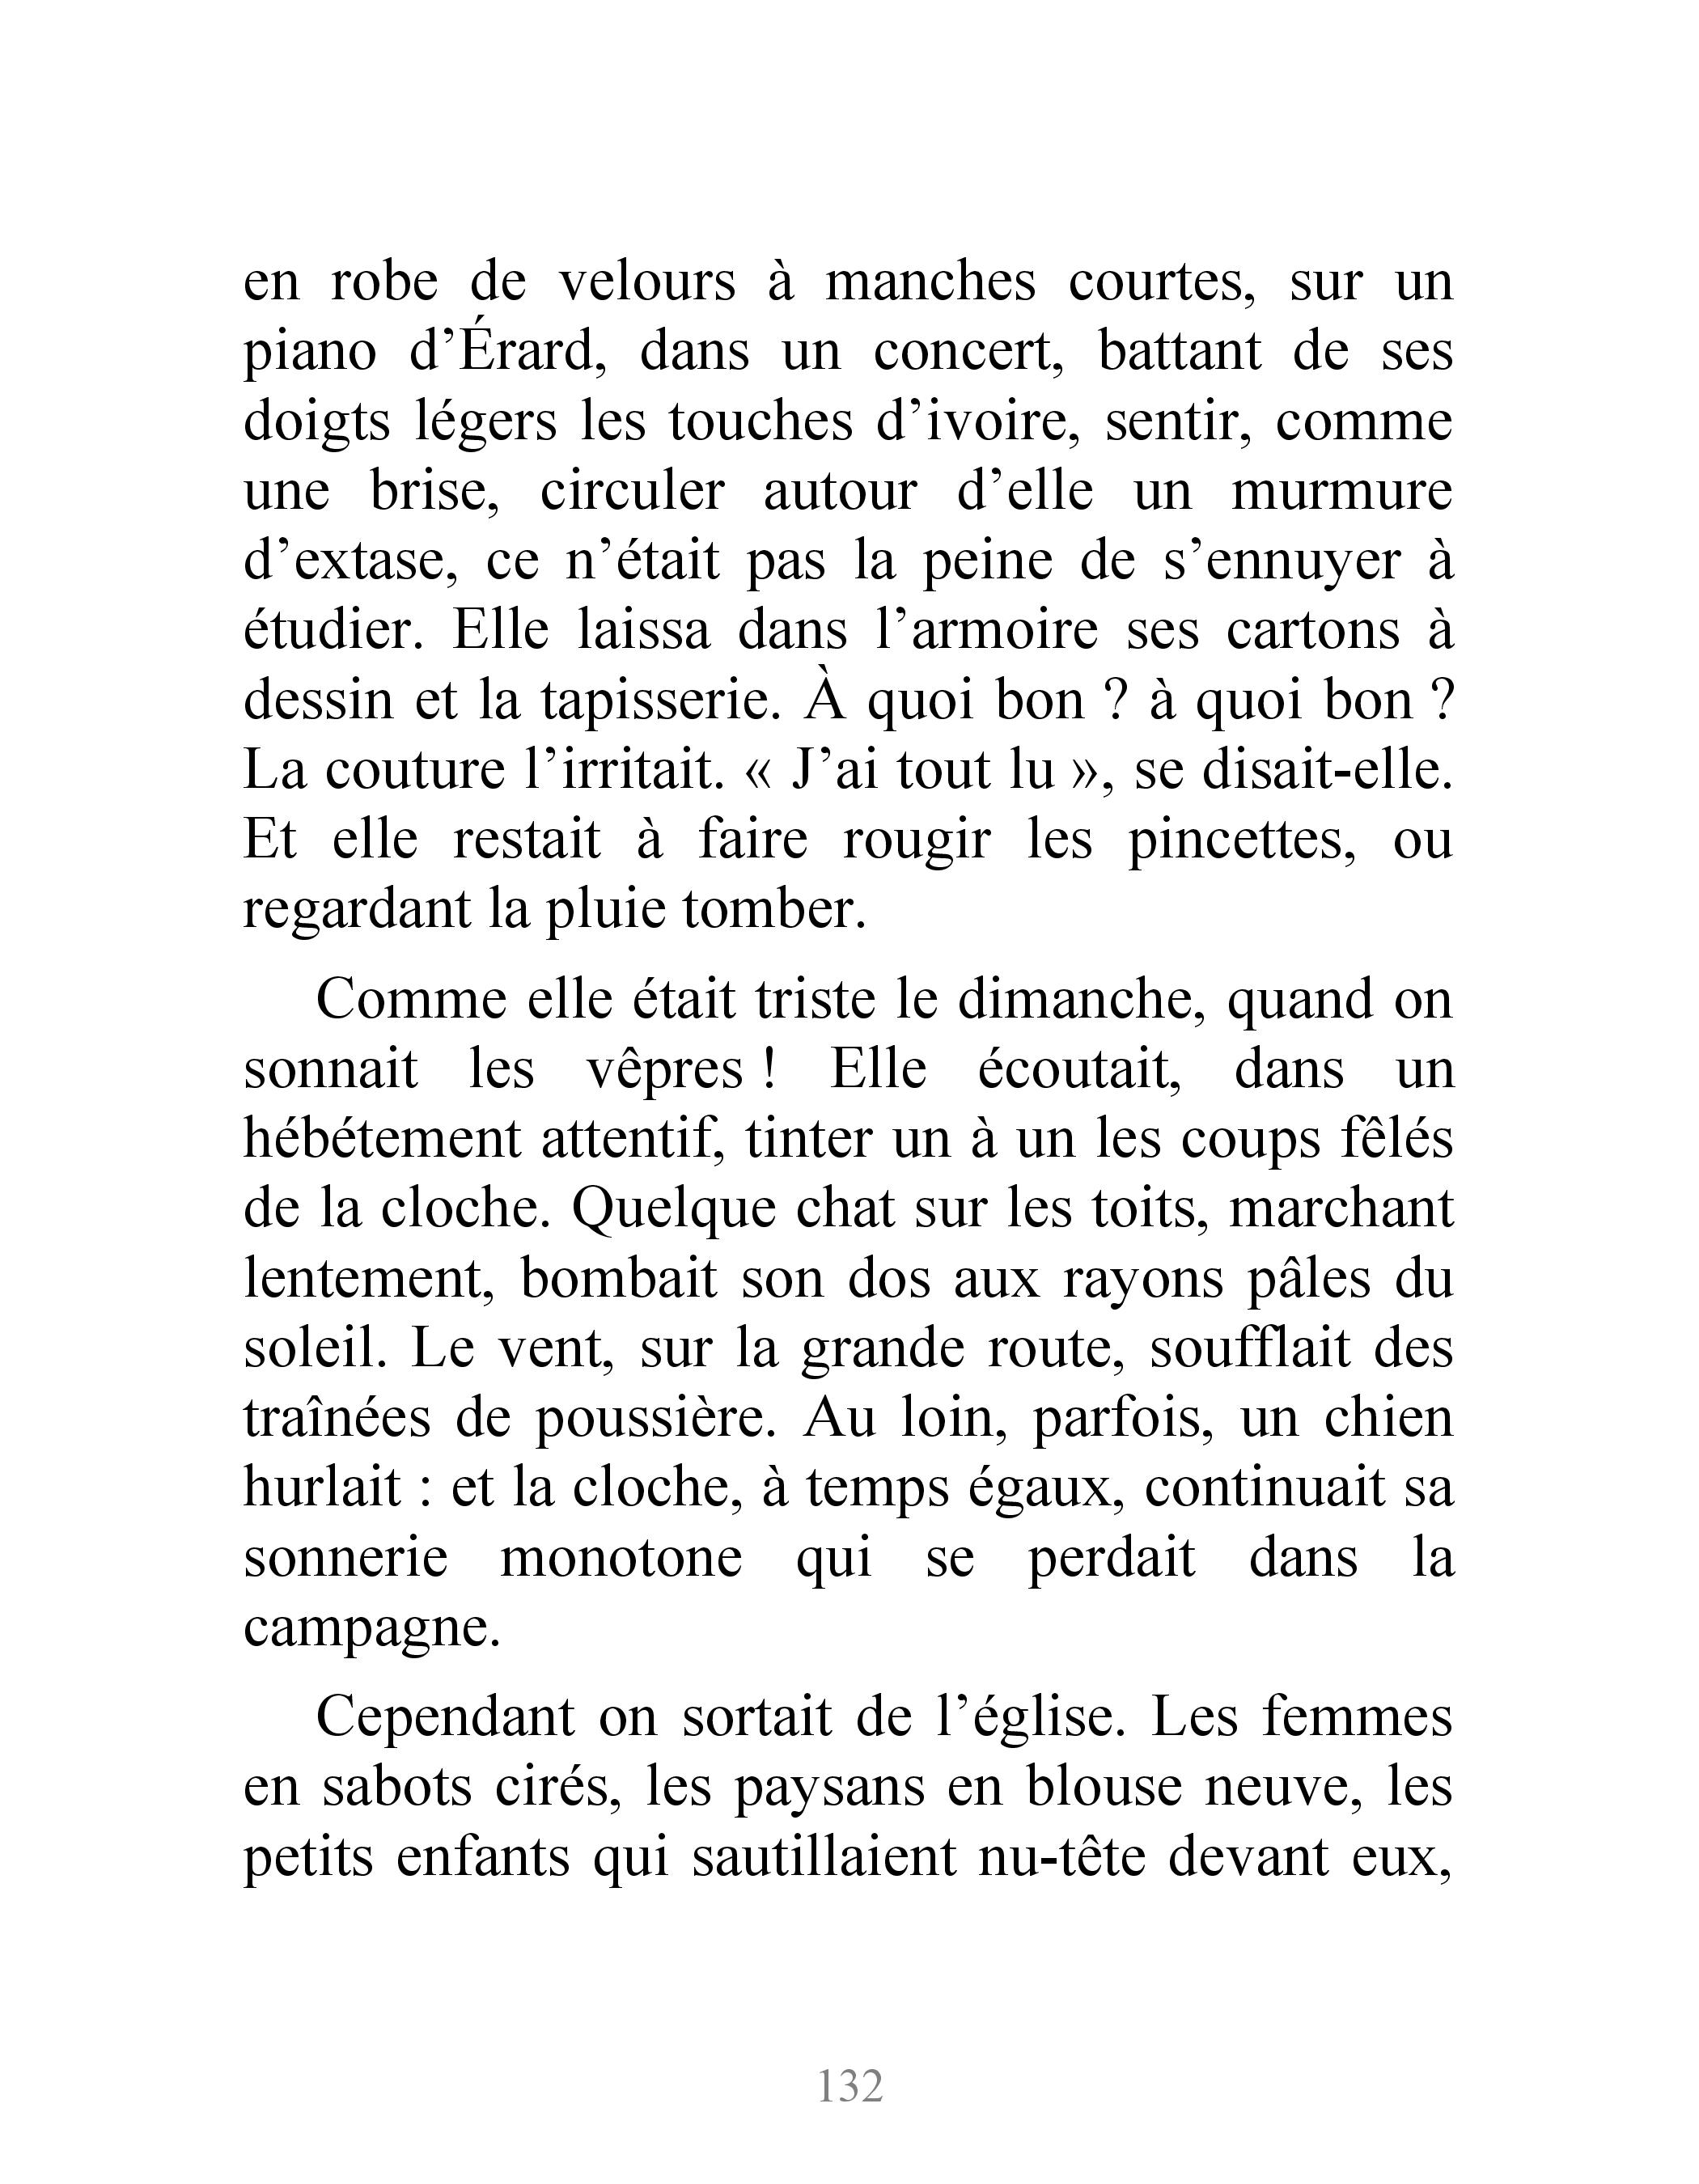 en robe de velours à manches courtes, sur un
piano d’Érard, dans un concert, battant de ses
doigts légers les touches d’ivoire, sentir, comme
une brise, circuler autour d’elle un murmure
d’extase, ce n’était pas la peine de s’ennuyer à
étudier. Elle laissa dans l’armoire ses cartons à
dessin et la tapisserie. À quoi bon ? à quoi bon ?
La couture l’irritait. « J’ai tout lu », se disait-elle.
Et elle restait à faire rougir les pincettes, ou
regardant la pluie tomber.
Comme elle était triste le dimanche, quand on
sonnait les vêpres ! Elle écoutait, dans un
hébétement attentif, tinter un à un les coups fêlés
de la cloche. Quelque chat sur les toits, marchant
lentement, bombait son dos aux rayons pâles du
soleil. Le vent, sur la grande route, soufflait des
traînées de poussière. Au loin, parfois, un chien
hurlait : et la cloche, à temps égaux, continuait sa
sonnerie monotone qui se perdait dans la
campagne.
Cependant on sortait de l’église. Les femmes
en sabots cirés, les paysans en blouse neuve, les
petits enfants qui sautillaient nu-tête devant eux,
132